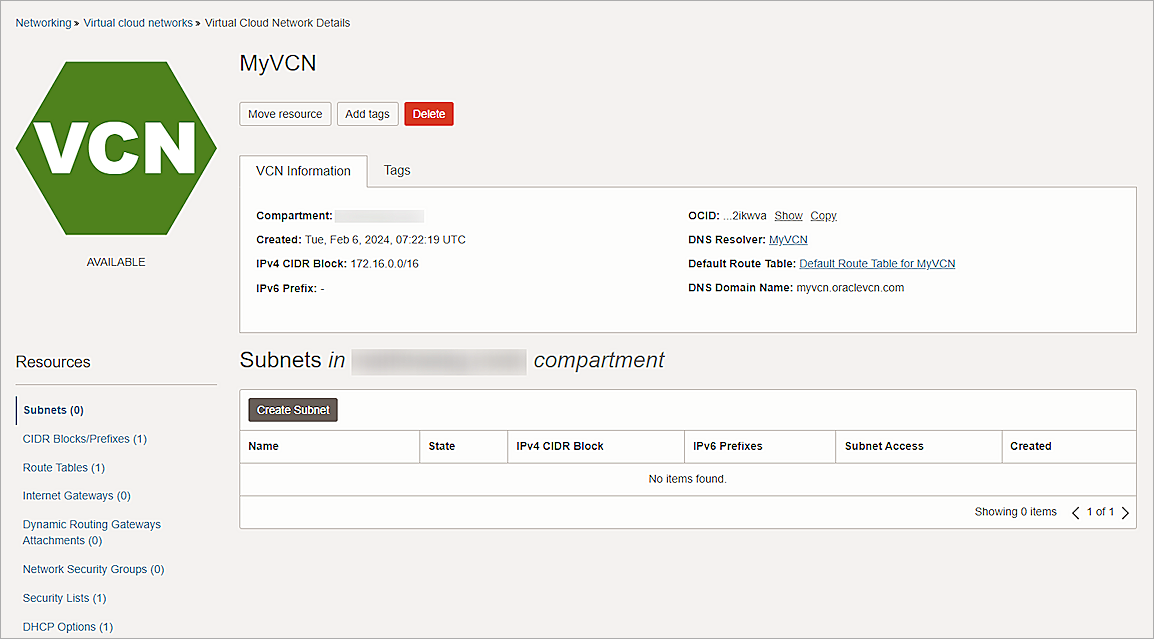 Networking » Virtual cloud networks » Virtual Cloud Network Details
VCN
AVAILABLE
MyVCN
Move resource Add tags Delete
VCN Information Tags
Compartment:
Created: Tue, Feb 6, 2024, 07:22:19 UTC
IPv4 CIDR Block: 172.16.0.0/16
IPv6 Prefix: -
OCID: ...2ikwva Show Copy
DNS Resolver: MyVCN
Default Route Table: Default Route Table for MyVCN
DNS Domain Name: myvcn.oraclevcn.com
Resources
Subnets (0)
CIDR Blocks/Prefixes (1)
Route Tables (1)
Internet Gateways (0)
Dynamic Routing Gateways
Attachments (0)
Network Security Groups (0)
Security Lists (1)
DHCP Options (1)
Subnets in compartment
Create Subnet
Name State IPv4 CIDR Block IPv6 Prefixes Subnet Access Created
No items found.
Showing 0 items 1 of 1